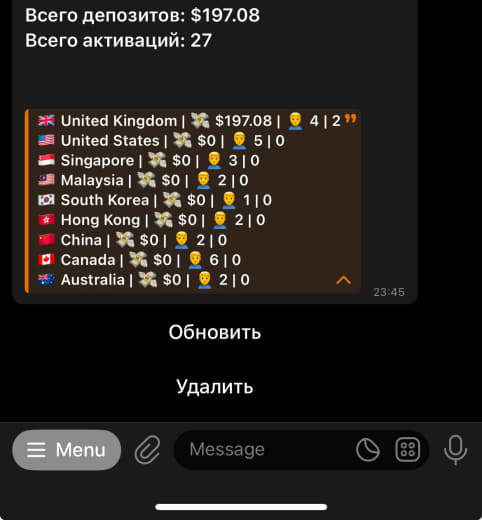 Всего депозитов: $197.08
Всего активаций: 27
🇬🇧 United Kingdom | 💸 $197.08 | 🙎‍♂️ 4 | 2
🇺🇸 United States | 💸 $0 | 🙎‍♂️ 5 | 0
🇸🇬 Singapore | 💸 $0 | 🙎‍♂️ 3 | 0
🇲🇾 Malaysia | 💸 $0 | 🙎‍♂️ 2 | 0
🇰🇷 South Korea | 💸 $0 | 🙎‍♂️ 1 | 0
🇭🇰 Hong Kong | 💸 $0 | 🙎‍♂️ 2 | 0
🇨🇳 China | 💸 $0 | 🙎‍♂️ 2 | 0
🇨🇦 Canada | 💸 $0 | 🙎‍♂️ 6 | 0
🇦🇺 Australia | 💸 $0 | 🙎‍♂️ 2 | 0
23:45
Обновить
Удалить
Menu Message